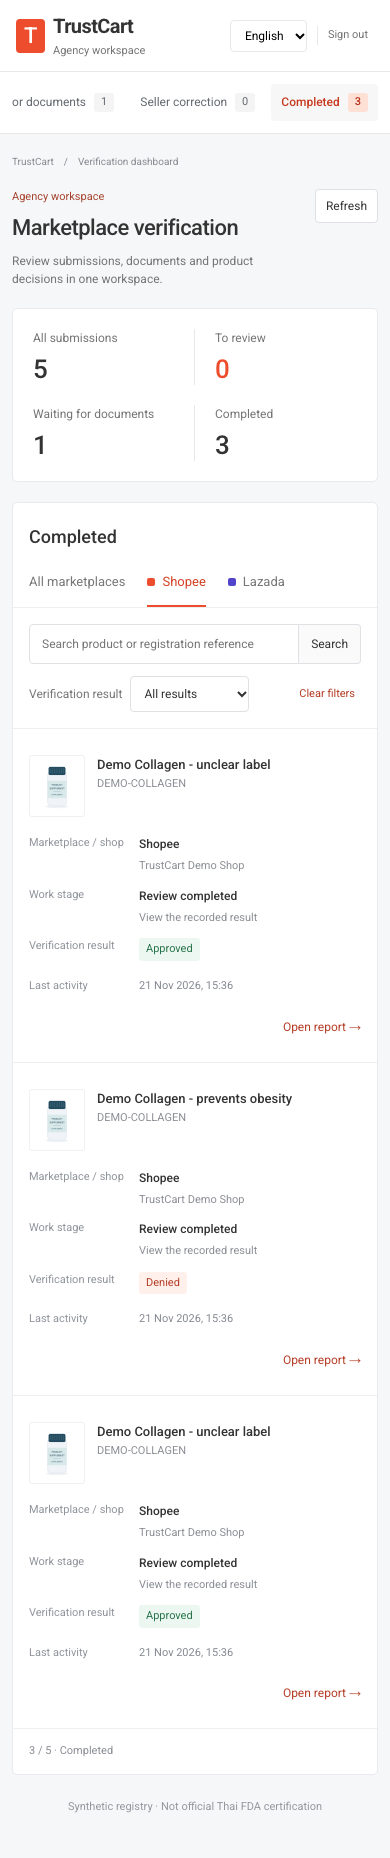 T
TrustCart
Agency workspace
English
Sign out
or documents 1
Seller correction 0
Completed 3
TrustCart / Verification dashboard
Agency workspace
Marketplace verification
Refresh
Review submissions, documents and product
decisions in one workspace.
All submissions
5
To review
0
Waiting for documents
1
Completed
3
Completed
All marketplaces
Shopee
Lazada
Search product or registration reference
Search
Verification result
All results
Clear filters
Demo Collagen - unclear label
DEMO-COLLAGEN
Marketplace / shop
Shopee
TrustCart Demo Shop
Work stage
Review completed
View the recorded result
Verification result
Approved
Last activity
21 Nov 2026, 15:36
Open report →
Demo Collagen - prevents obesity
DEMO-COLLAGEN
Marketplace / shop
Shopee
TrustCart Demo Shop
Work stage
Review completed
View the recorded result
Verification result
Denied
Last activity
21 Nov 2026, 15:36
Open report →
Demo Collagen - unclear label
DEMO-COLLAGEN
Marketplace / shop
Shopee
TrustCart Demo Shop
Work stage
Review completed
View the recorded result
Verification result
Approved
Last activity
21 Nov 2026, 15:36
Open report →
3 / 5 · Completed
Synthetic registry · Not official Thai FDA certification